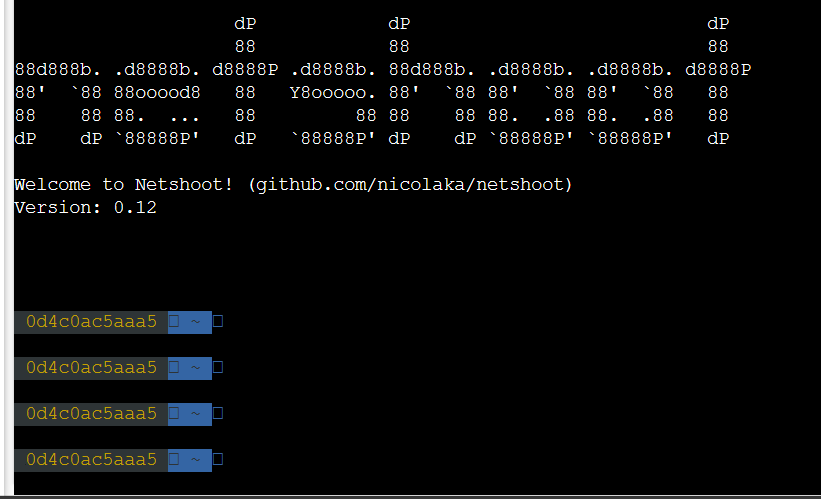 dP            dP                           dP
                    88            88                           88
88d888b. .d8888b. d8888P .d8888b. 88d888b. .d8888b. .d8888b. d8888P
88'  `88 88ooood8   88   Y8ooooo. 88'  `88 88'  `88 88'  `88   88
88    88 88.  ...   88         88 88    88 88.  .88 88.  .88   88
dP    dP `88888P'   dP   `88888P' dP    dP `88888P' `88888P'   dP
Welcome to Netshoot! (github.com/nicolaka/netshoot)
Version: 0.12
0d4c0ac5aaa5 □ ~ □
0d4c0ac5aaa5 □ ~ □
0d4c0ac5aaa5 □ ~ □
0d4c0ac5aaa5 □ ~ □